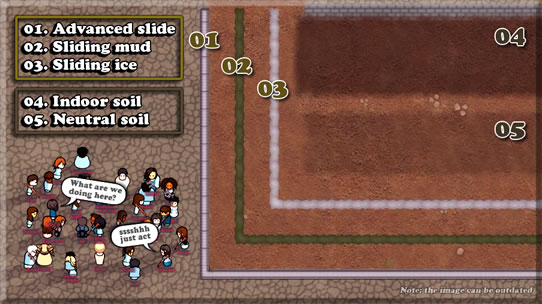 01. Advanced slide
02. Sliding mud
03. Sliding ice
04. Indoor soil
05. Neutral soil
What are we
doing here?
sssshhh
just act
01
02
03
04
05
Note: the image can be outdated